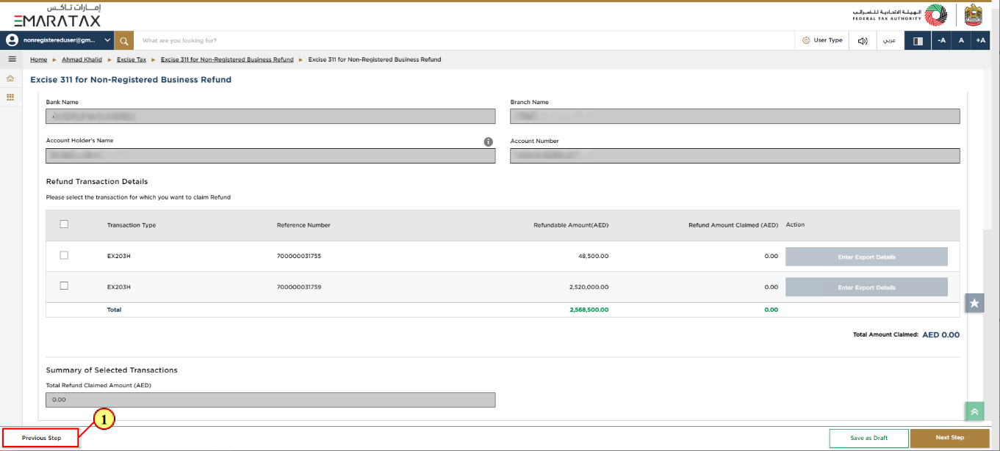 إمـــارات تـاكـــس
EMARATAX
الهيئة الاتحادية للضرائب
FEDERAL TAX AUTHORITY
nonregistereduser@gm...
What are you looking for?
User Type
عربي
-A
A
+A
Home ▸ Ahmad Khalid ▸ Excise Tax ▸ Excise 311 for Non-Registered Business Refund ▸ Excise 311 for Non-Registered Business Refund
Excise 311 for Non-Registered Business Refund
Bank Name
Branch Name
Account Holder's Name
Account Number
Refund Transaction Details
Please select the transaction for which you want to claim Refund
Transaction Type Reference Number Refundable Amount(AED) Refund Amount Claimed (AED) Action
EX203H 700000031755 48,500.00 0.00 Enter Export Details
EX203H 700000031759 2,520,000.00 0.00 Enter Export Details
Total 2,568,500.00 0.00
Total Amount Claimed: AED 0.00
Summary of Selected Transactions
Total Refund Claimed Amount (AED)
0.00
1
Previous Step
Save as Draft
Next Step